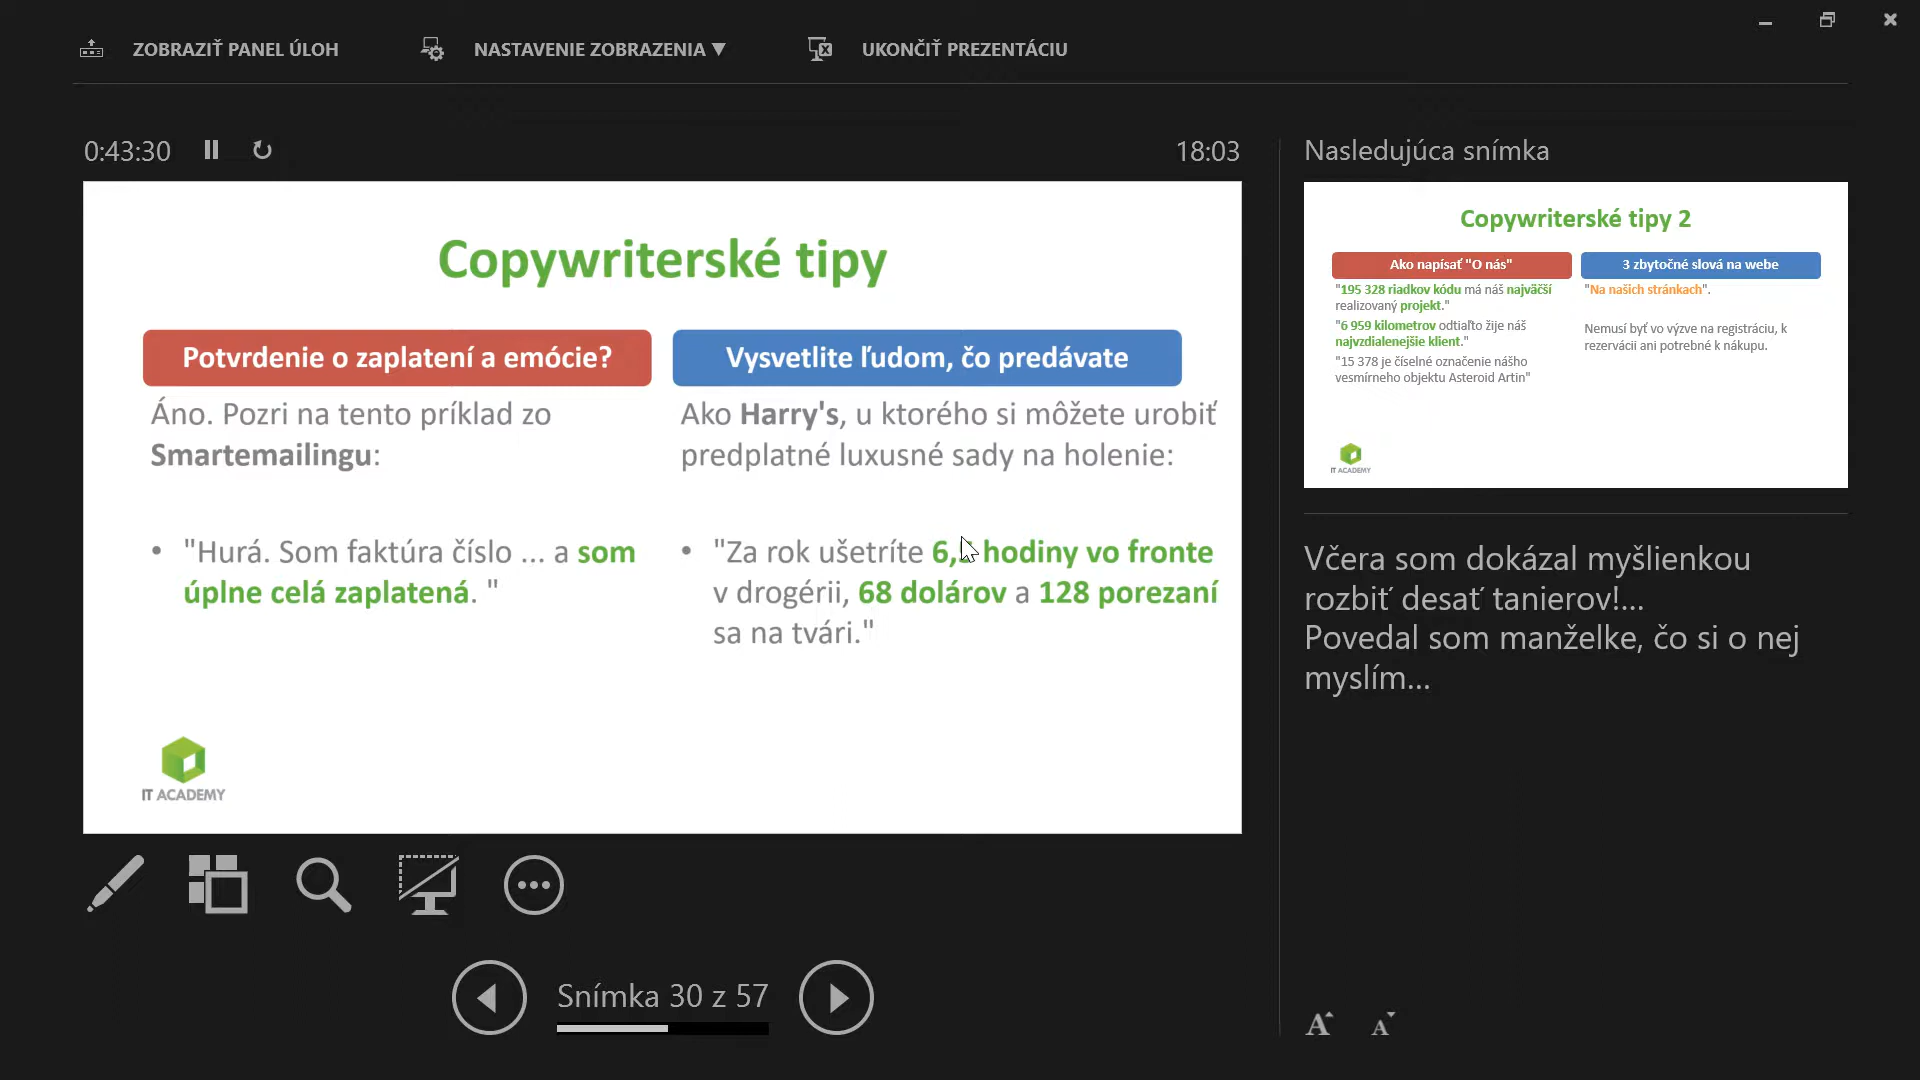 ZOBRAZIŤ PANEL ÚLOH
NASTAVENIE ZOBRAZENIA ▼
UKONČIŤ PREZENTÁCIU
0:43:30
18:03
Copywriterské tipy
Potvrdenie o zaplatení a emócie?
Áno. Pozri na tento príklad zo
Smartemailingu:
• "Hurá. Som faktúra číslo ... a som
úplne celá zaplatená. "
Vysvetlite ľuďom, čo predávate
Ako Harry's, u ktorého si môžete urobiť
predplatné luxusné sady na holenie:
• "Za rok ušetríte hodiny vo fronte
v drogérii, 68 dolárov a 128 porezaní
sa na tvári."
IT ACADEMY
Snímka 30 z 57
Nasledujúca snímka
Copywriterské tipy 2
Ako napísať "O nás"
"195 328 riadkov kódu má náš najväčší
realizovaný projekt."
"6 959 kilometrov odtiaľto žije náš
najvzdialenejšie klient."
"15 378 je číselné označenie nášho
vesmírneho objektu Asteroid Artin"
3 zbytočné slová na webe
"Na našich stránkach".
Nemusí byť vo výzve na registráciu, k
rezervácii ani potrebné k nákupu.
IT ACADEMY
Včera som dokázal myšlienkou
rozbiť desať tanierov!...
Povedal som manželke, čo si o nej
myslím...
A A